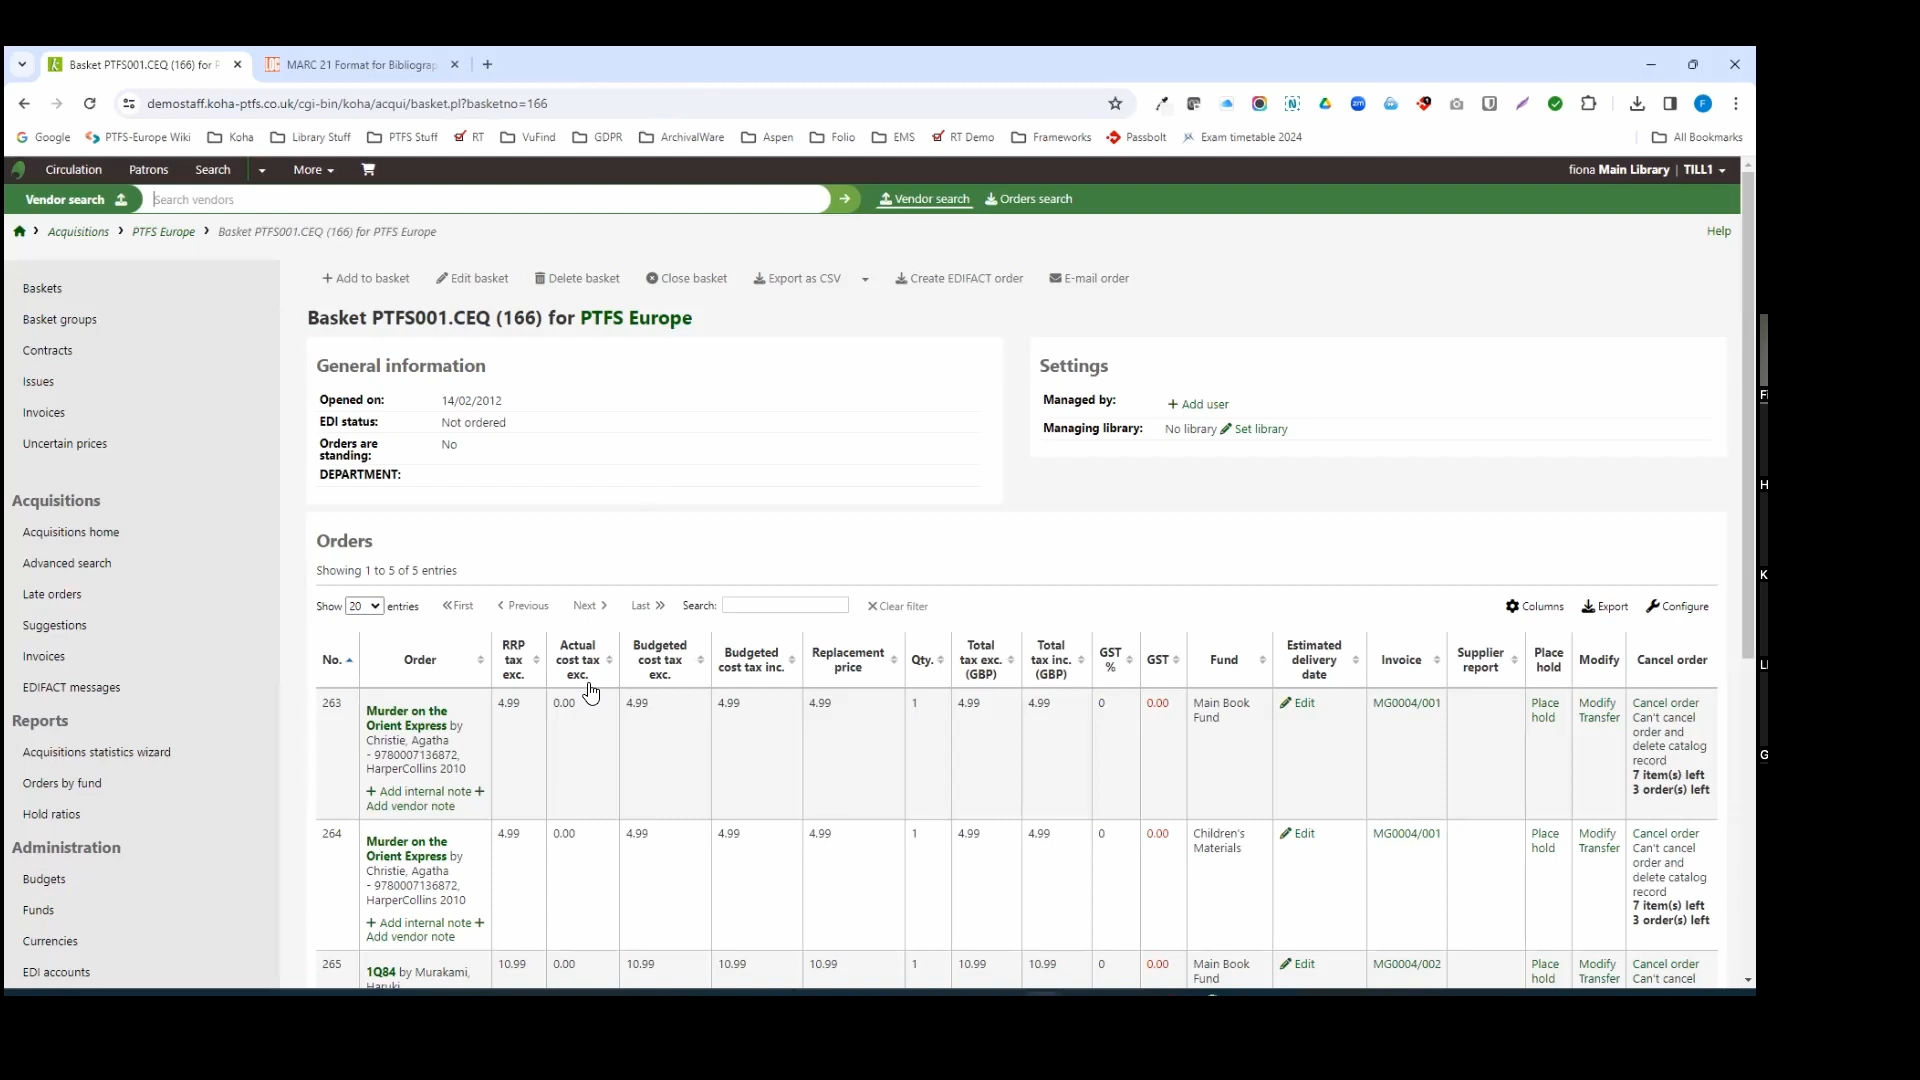 Basket PTFS001.CEQ (166) for P
MARC 21 Format for Bibliograp
demostaff.koha-ptfs.co.uk/cgi-bin/koha/acqui/basket.pl?basketno=166
Google PTFS-Europe Wiki Koha Library Stuff PTFS Stuff RT VuFind GDPR ArchivalWare Aspen Folio EMS RT Demo Frameworks Passbolt Exam timetable 2024 All Bookmarks
Circulation Patrons Search More fiona Main Library | TILL1
Vendor search Search vendors Vendor search Orders search
Acquisitions PTFS Europe Basket PTFS001.CEQ (166) for PTFS Europe Help
Baskets
Basket groups
Contracts
Issues
Invoices
Uncertain prices
Acquisitions
Acquisitions home
Advanced search
Late orders
Suggestions
Invoices
EDIFACT messages
Reports
Acquisitions statistics wizard
Orders by fund
Hold ratios
Administration
Budgets
Funds
Currencies
EDI accounts
+ Add to basket Edit basket Delete basket Close basket Export as CSV Create EDIFACT order E-mail order
Basket PTFS001.CEQ (166) for PTFS Europe
General information
Opened on: 14/02/2012
EDI status: Not ordered
Orders are standing: No
DEPARTMENT:
Settings
Managed by: + Add user
Managing library: No library Set library
Orders
Showing 1 to 5 of 5 entries
Show 20 entries First Previous Next Last Search: Clear filter Columns Export Configure
No. Order RRP tax exc. Actual cost tax exc. Budgeted cost tax exc. Budgeted cost tax inc. Replacement price Qty. Total tax exc. (GBP) Total tax inc. (GBP) GST % GST Fund Estimated delivery date Invoice Supplier report Place hold Modify Cancel order
263 Murder on the Orient Express by Christie, Agatha - 9780007136872, HarperCollins 2010 + Add internal note + Add vendor note 4.99 0.00 4.99 4.99 4.99 1 4.99 4.99 0 0.00 Main Book Fund Edit MG0004/001 Place hold Modify Transfer Cancel order Can't cancel order and delete catalog record 7 item(s) left 3 order(s) left
264 Murder on the Orient Express by Christie, Agatha - 9780007136872, HarperCollins 2010 + Add internal note + Add vendor note 4.99 0.00 4.99 4.99 4.99 1 4.99 4.99 0 0.00 Children's Materials Edit MG0004/001 Place hold Modify Transfer Cancel order Can't cancel order and delete catalog record 7 item(s) left 3 order(s) left
265 1Q84 by Murakami, Haruki 10.99 0.00 10.99 10.99 10.99 1 10.99 10.99 0 0.00 Main Book Fund Edit MG0004/002 Place hold Modify Transfer Cancel order Can't cancel